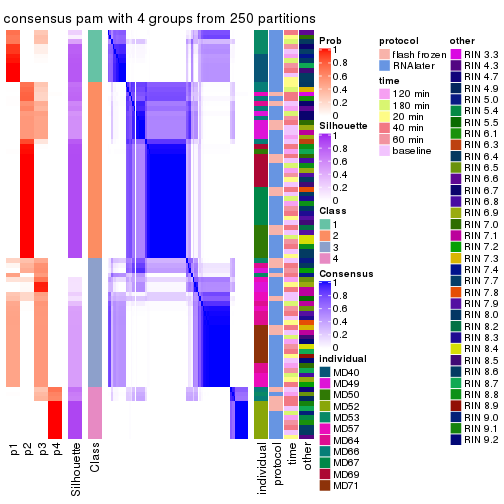 consensus pam with 4 groups from 250 partitions
Prob
1
0.8
0.6
0.4
0.2
0
Silhouette
1
0.8
0.6
0.4
0.2
0
Class
1
2
3
4
Consensus
1
0.8
0.6
0.4
0.2
0
individual
MD40
MD49
MD50
MD52
MD53
MD57
MD64
MD66
MD67
MD69
MD71
protocol
flash frozen
RNAlater
time
120 min
180 min
20 min
40 min
60 min
baseline
other
RIN 3.3
RIN 4.3
RIN 4.7
RIN 4.9
RIN 5.0
RIN 5.4
RIN 5.5
RIN 6.1
RIN 6.3
RIN 6.4
RIN 6.5
RIN 6.6
RIN 6.7
RIN 6.8
RIN 6.9
RIN 7.0
RIN 7.1
RIN 7.2
RIN 7.3
RIN 7.4
RIN 7.7
RIN 7.8
RIN 7.9
RIN 8.0
RIN 8.2
RIN 8.3
RIN 8.4
RIN 8.5
RIN 8.6
RIN 8.7
RIN 8.8
RIN 8.9
RIN 9.0
RIN 9.1
RIN 9.2
p1
p2
p3
p4
Silhouette
Class
individual
protocol
time
other